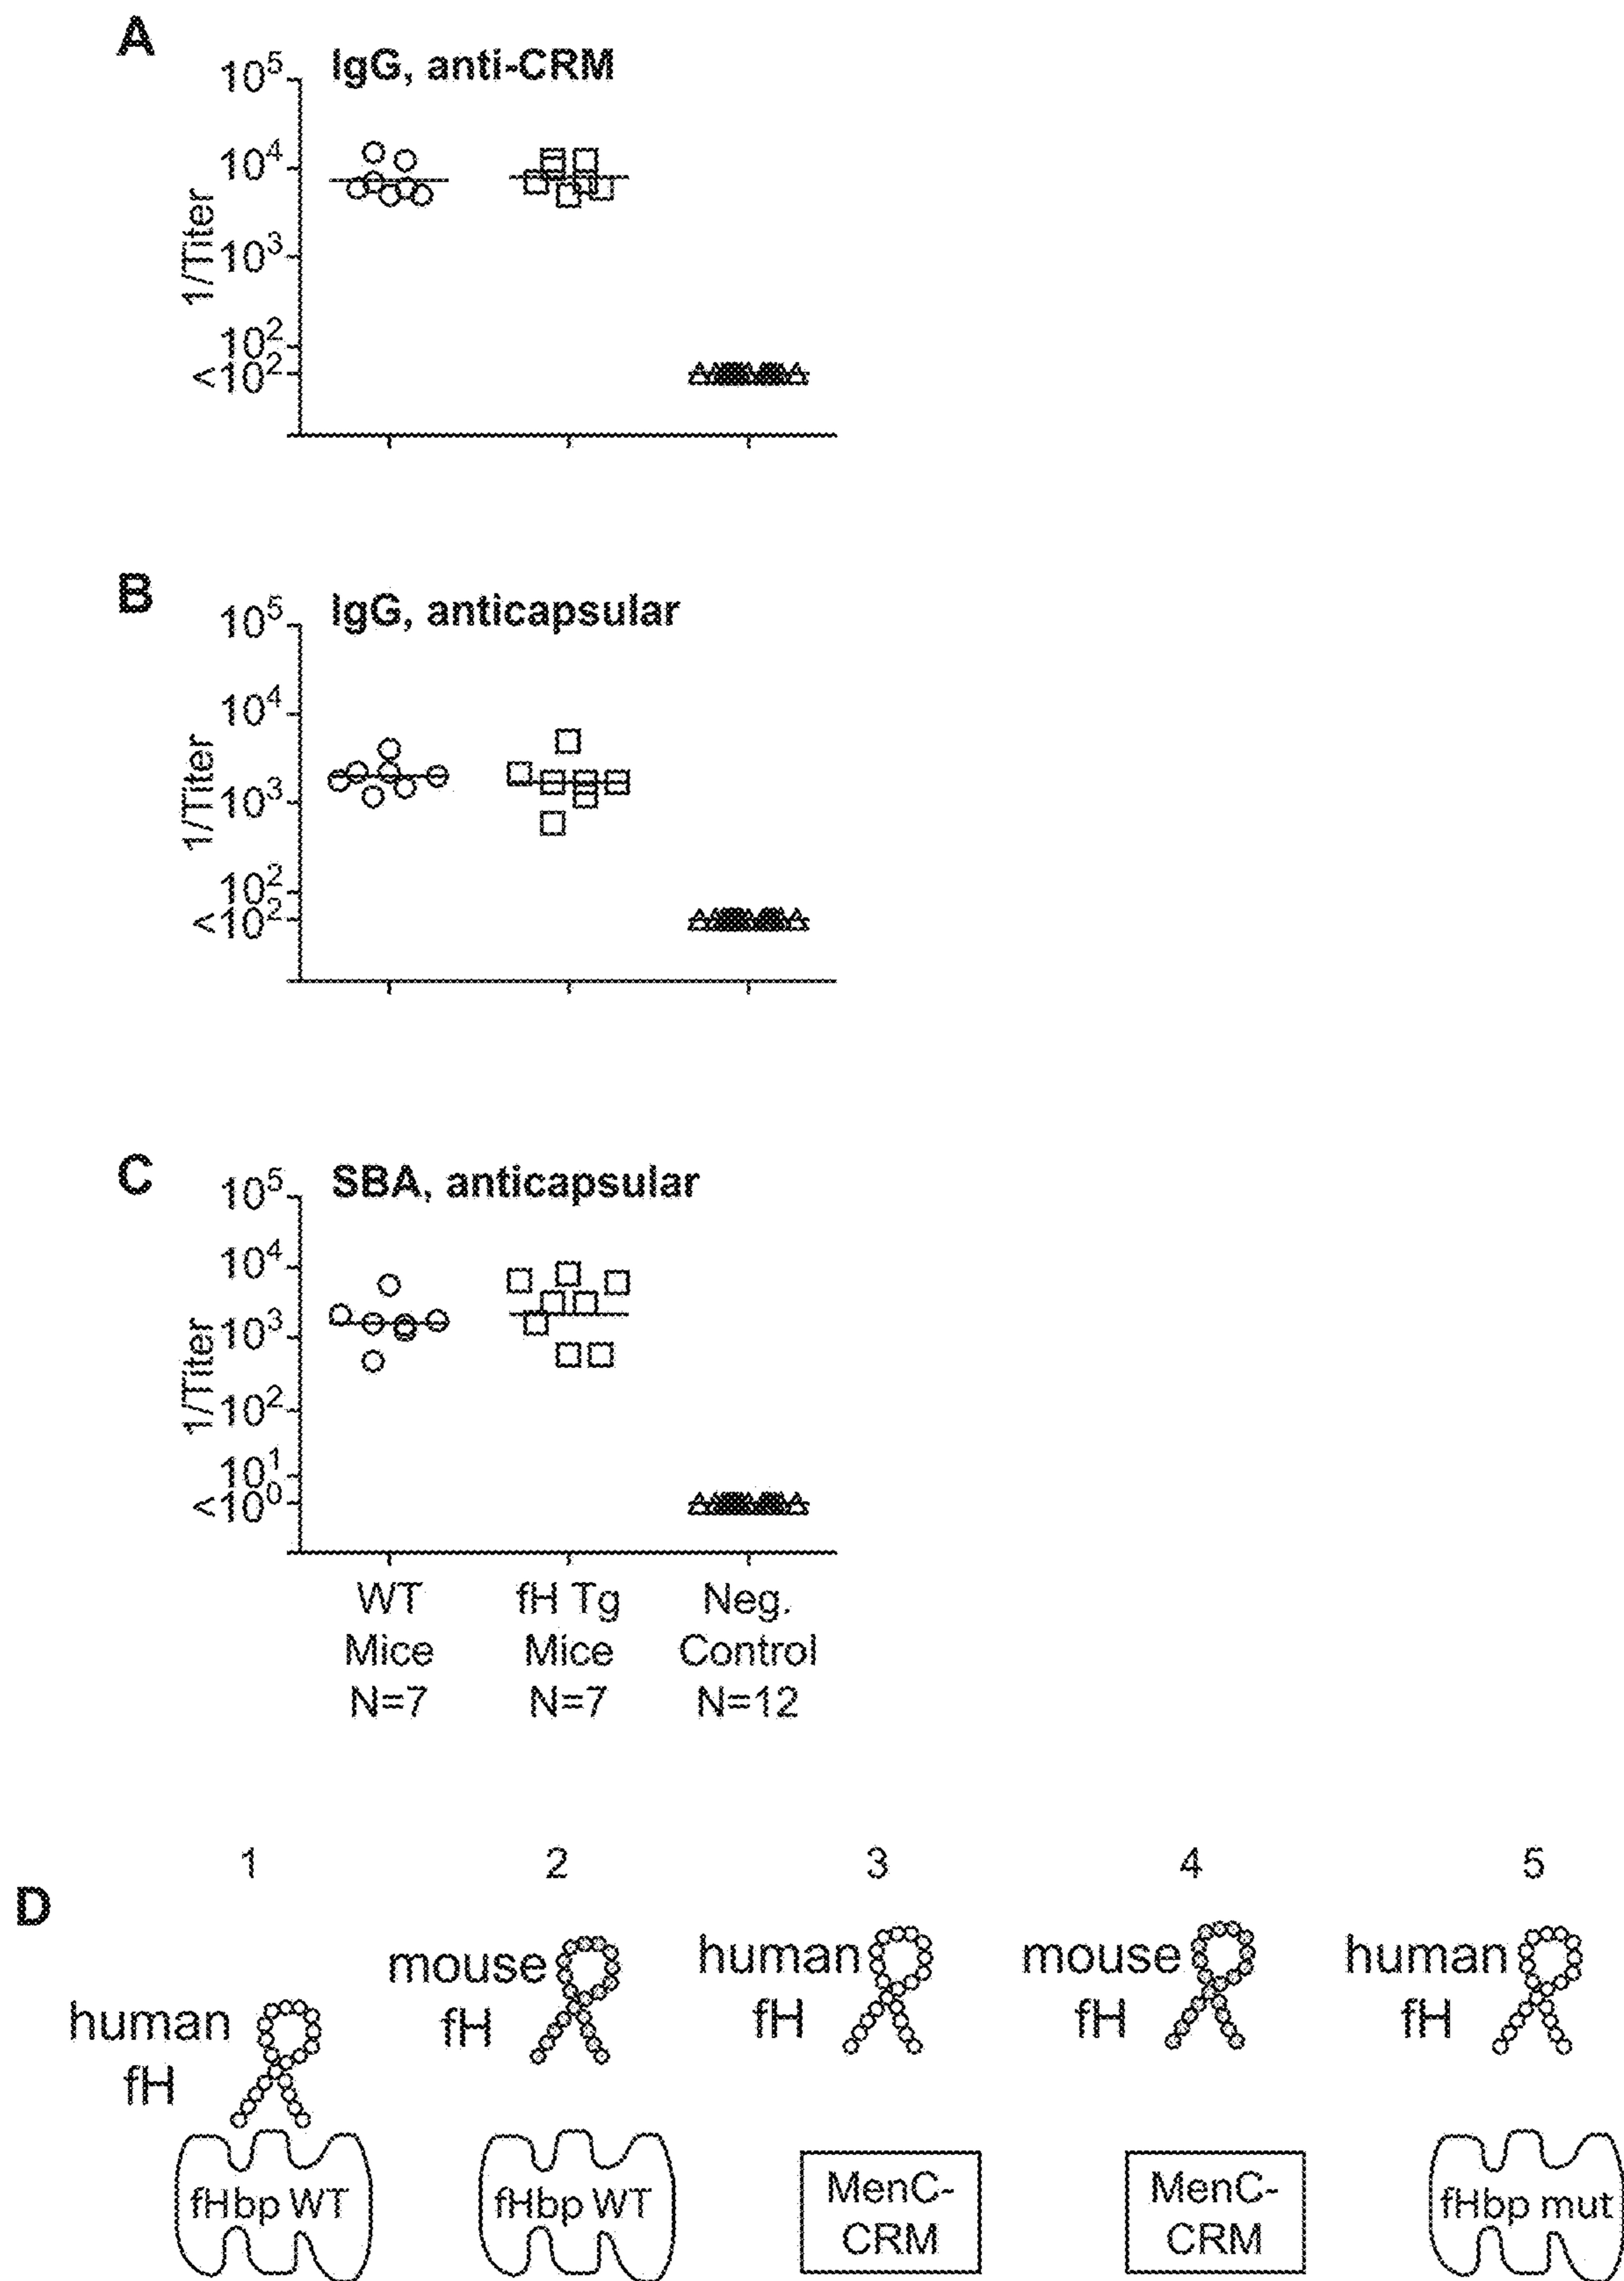 A
IgG, anti-CRM
10⁵
10⁴
10³
10²
<10²
1/Titer
B
IgG, anticapsular
10⁵
10⁴
10³
10²
<10²
1/Titer
C
SBA, anticapsular
10⁵
10⁴
10³
10²
10¹
<10⁰
1/Titer
WT
Mice
N=7
fH Tg
Mice
N=7
Neg.
Control
N=12
D
1
human
fH
fHbp WT
2
mouse
fH
fHbp WT
3
human
fH
MenC-
CRM
4
mouse
fH
MenC-
CRM
5
human
fH
fHbp mut